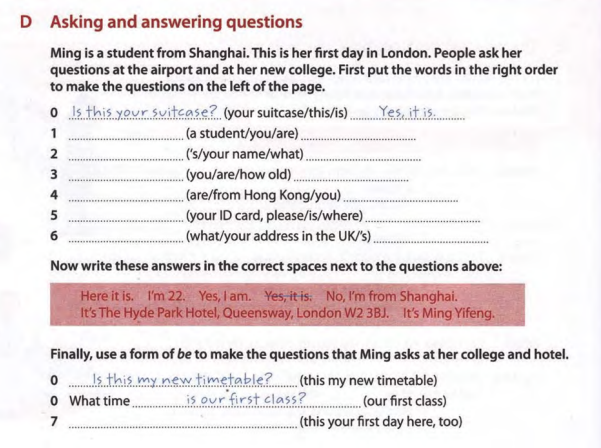 D Asking and answering questions
Ming is a student from Shanghai. This is her first day in London. People ask her
questions at the airport and at her new college. First put the words in the right order
to make the questions on the left of the page.
0 Is this your suitcase? (your suitcase/this/is) Yes, it is.
1 (a student/you/are)
2 ('s/your name/what)
3 (you/are/how old)
4 (are/from Hong Kong/you)
5 (your ID card, please/is/where)
6 (what/your address in the UK/'s)
Now write these answers in the correct spaces next to the questions above:
Here it is. I'm 22. Yes, I am. Yes, it is. No, I'm from Shanghai.
It's The Hyde Park Hotel, Queensway, London W2 3BJ. It's Ming Yifeng.
Finally, use a form of be to make the questions that Ming asks at her college and hotel.
0 Is this my new timetable? (this my new timetable)
0 What time is our first class? (our first class)
7 (this your first day here, too)